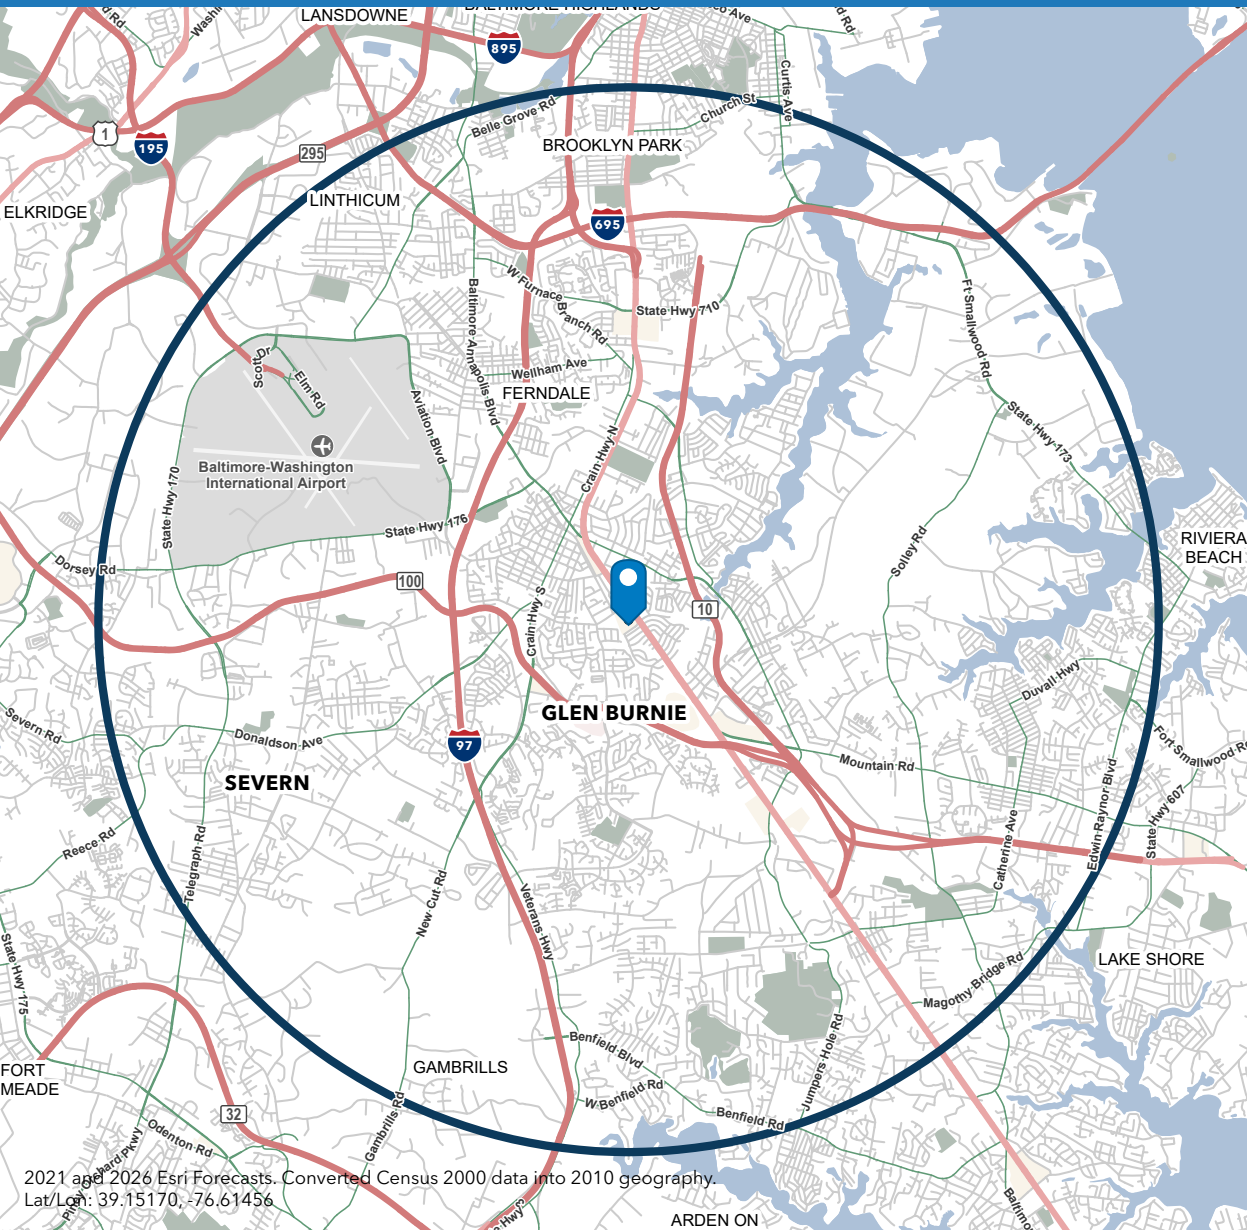 LANSDOWNE
BALTIMORE HIGHLANDS
895
Curtis Ave
Belle Grove Rd
Church St
1
195
295
BROOKLYN PARK
LINTHICUM
ELKRIDGE
695
W Furnace Branch Rd
State Hwy 710
Baltimore Annapolis Blvd
Ft Smallwood Rd
Scott Dr
Elm Rd
Wellham Ave
FERNDALE
Aviation Blvd
Crain Hwy N
State Hwy 173
Baltimore-Washington
International Airport
State Hwy 170
State Hwy 176
Solley Rd
RIVIERA
BEACH
Dorsey Rd
100
10
Crain Hwy S
Duvall Hwy
GLEN BURNIE
Severn Rd
Donaldson Ave
97
Fort Smallwood Rd
Mountain Rd
SEVERN
Edwin Raynor Blvd
State Hwy 607
Reece Rd
Telegraph Rd
Catherine Ave
New Cut Rd
Veterans Hwy
State Hwy 175
LAKE SHORE
Magothy Bridge Rd
Benfield Blvd
Jumpers Hole Rd
GAMBRILLS
FORT
MEADE
W Benfield Rd
32
Benfield Rd
Gambrills Rd
Odenton Rd
Piney Orchard Pkwy
2021 and 2026 Esri Forecasts. Converted Census 2000 data into 2010 geography.
Lat/Lon: 39.15170, -76.61456
ARDEN ON